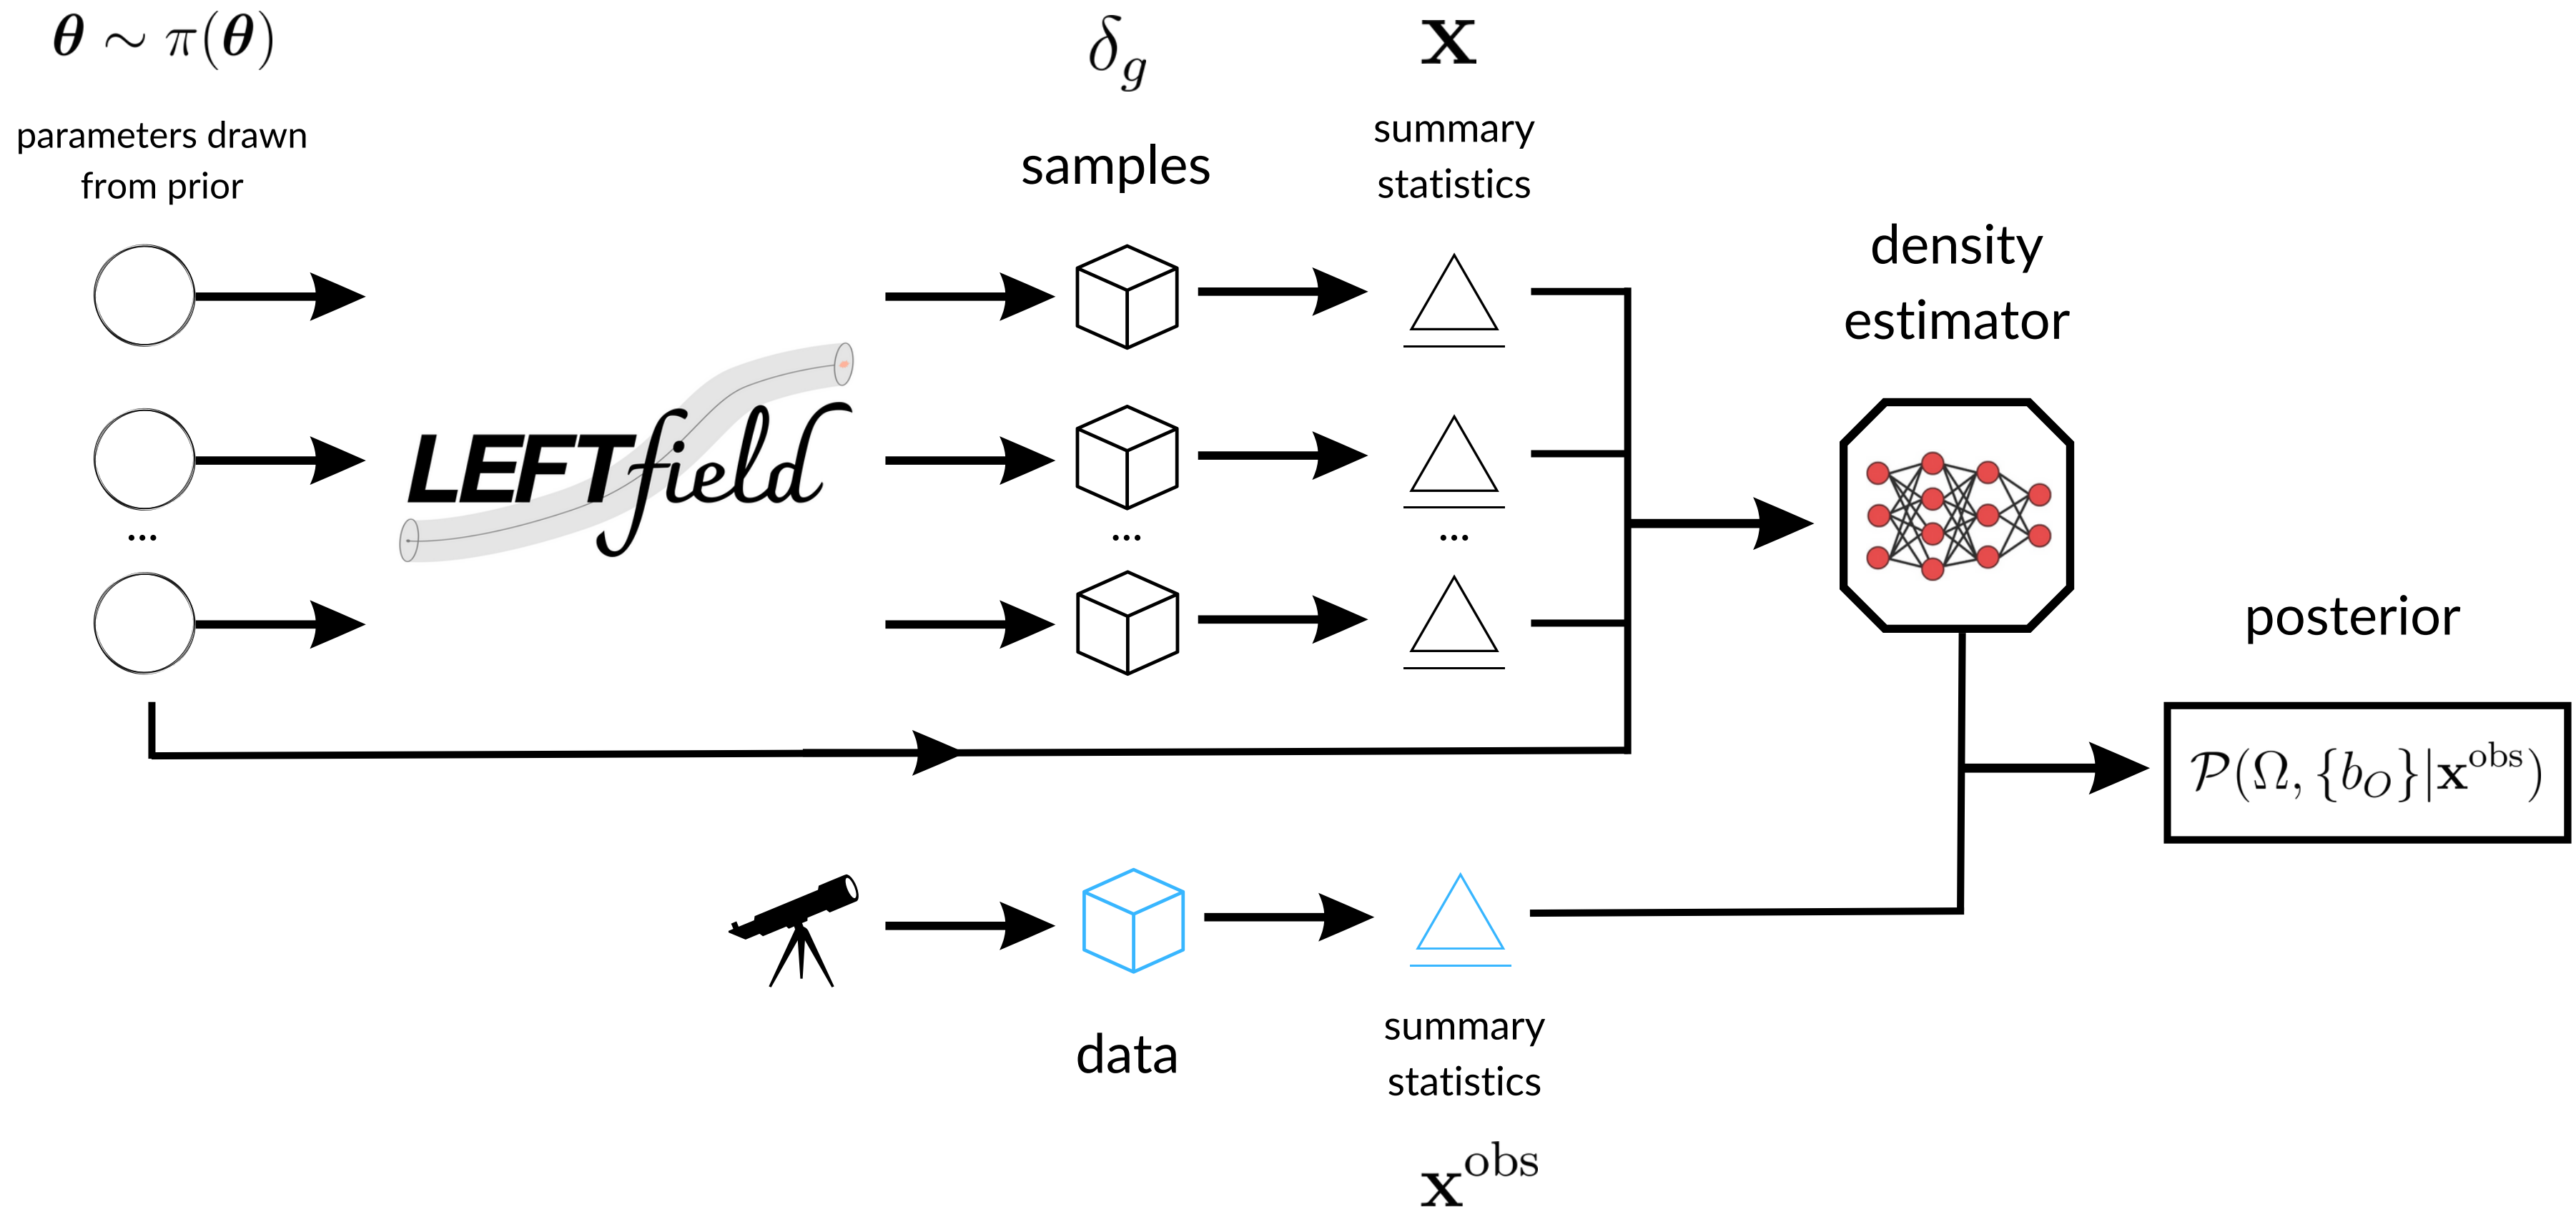 θ ∼ π(θ)
parameters drawn
from prior
...
LEFTfield
δ_g
samples
...
x
summary
statistics
...
density
estimator
posterior
𝒫(Ω, {b_O}|x^obs)
data
summary
statistics
x^obs